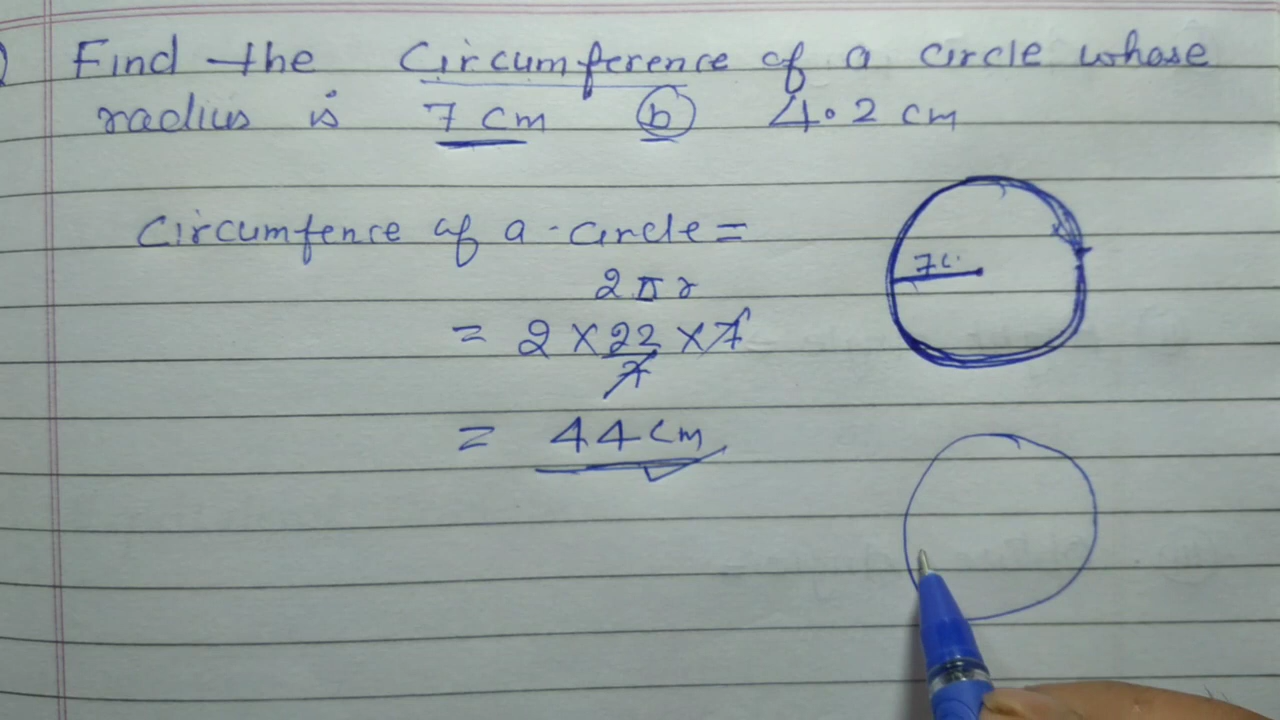 ) Find the Circumference of a circle whose
radius is 7 cm (b) 4.2 cm
Circumfence of a circle =
2πr
= 2 × 22/7 × 7
= 44 cm
7 c.